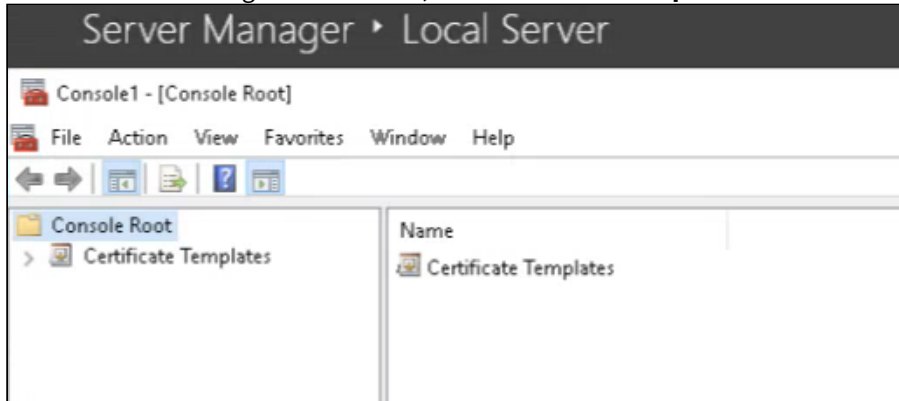 Server Manager ‣ Local Server
Console1 - [Console Root]
File Action View Favorites Window Help
Console Root
Name
Certificate Templates
Certificate Templates